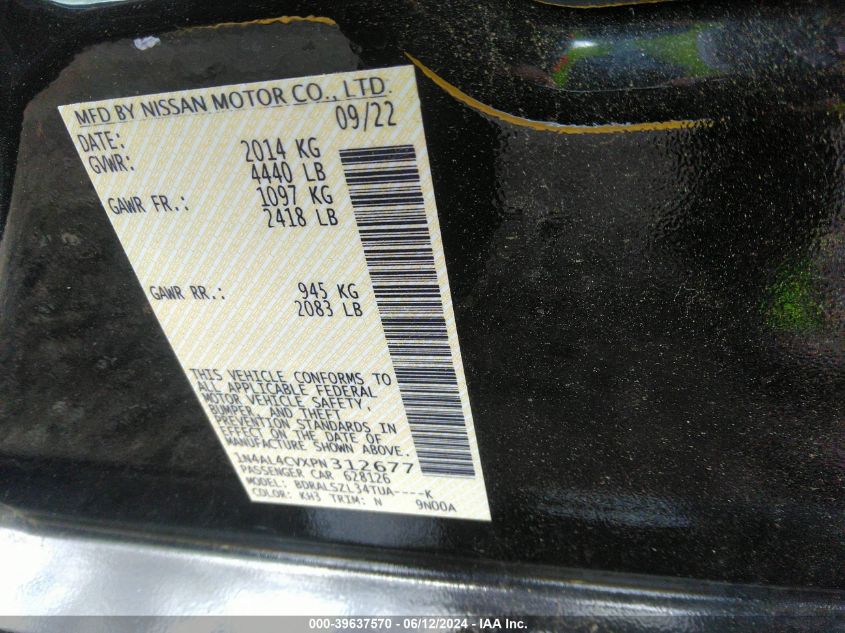 MFD BY NISSAN MOTOR CO., LTD.
DATE: 09/22
GVWR: 2014 KG
4440 LB
GAWR FR.: 1097 KG
2418 LB
GAWR RR.: 945 KG
2083 LB
THIS VEHICLE CONFORMS TO
ALL APPLICABLE FEDERAL
MOTOR VEHICLE SAFETY,
BUMPER, AND THEFT
PREVENTION STANDARDS IN
EFFECT ON THE DATE OF
MANUFACTURE SHOWN ABOVE.
1N4AL4CVXPN312677
PASSENGER CAR 628126
MODEL: BDRALSZL34TUA----K
COLOR: KH3 TRIM: N 9N00A
000-39637570 - 06/12/2024 - IAA Inc.